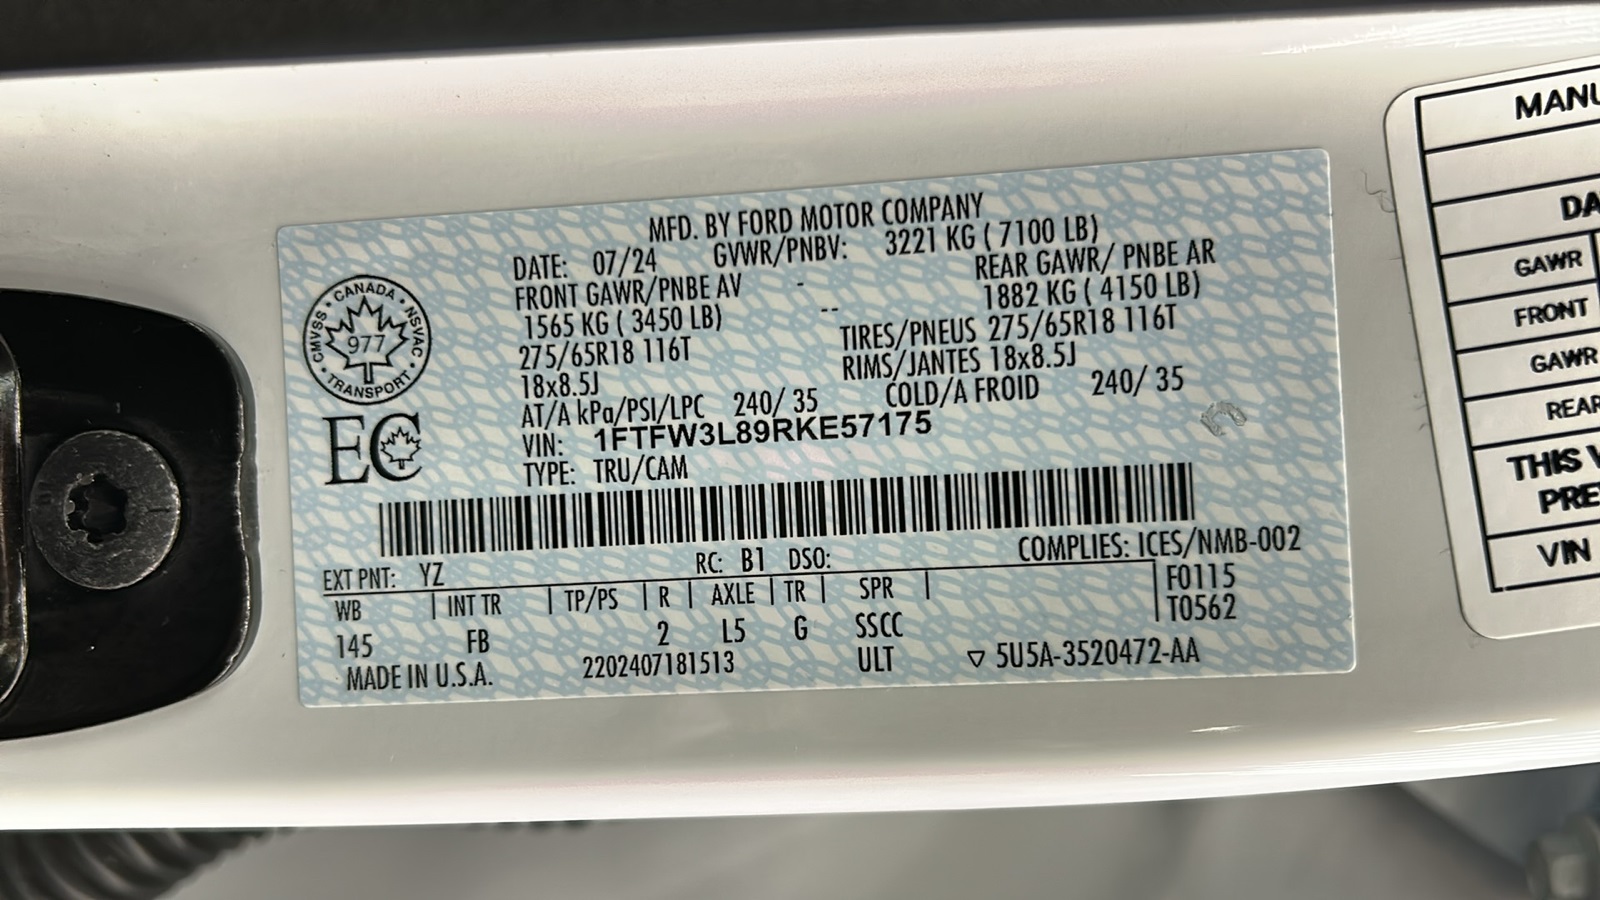 MFD. BY FORD MOTOR COMPANY
DATE: 07/24 GVWR/PNBV: 3221 KG ( 7100 LB)
FRONT GAWR/PNBE AV - REAR GAWR/ PNBE AR
1565 KG ( 3450 LB) -- 1882 KG ( 4150 LB)
275/65R18 116T TIRES/PNEUS 275/65R18 116T
18x8.5J RIMS/JANTES 18x8.5J
AT/A kPa/PSI/LPC 240/ 35 COLD/A FROID 240/ 35
VIN: 1FTFW3L89RKE57175
TYPE: TRU/CAM
CANADA • NSVAC • TRANSPORT • CMVSS •
977
EC
EXT PNT: YZ RC: B1 DSO: COMPLIES: ICES/NMB-002
WB | INT TR | TP/PS | R | AXLE | TR | SPR | F0115
145 FB 2 L5 G SSCC T0562
MADE IN U.S.A. 2202407181513 ULT ▽ 5U5A-3520472-AA
MANU
DA
GAWR
FRONT
GAWR
REAR
THIS V
PRE
VIN